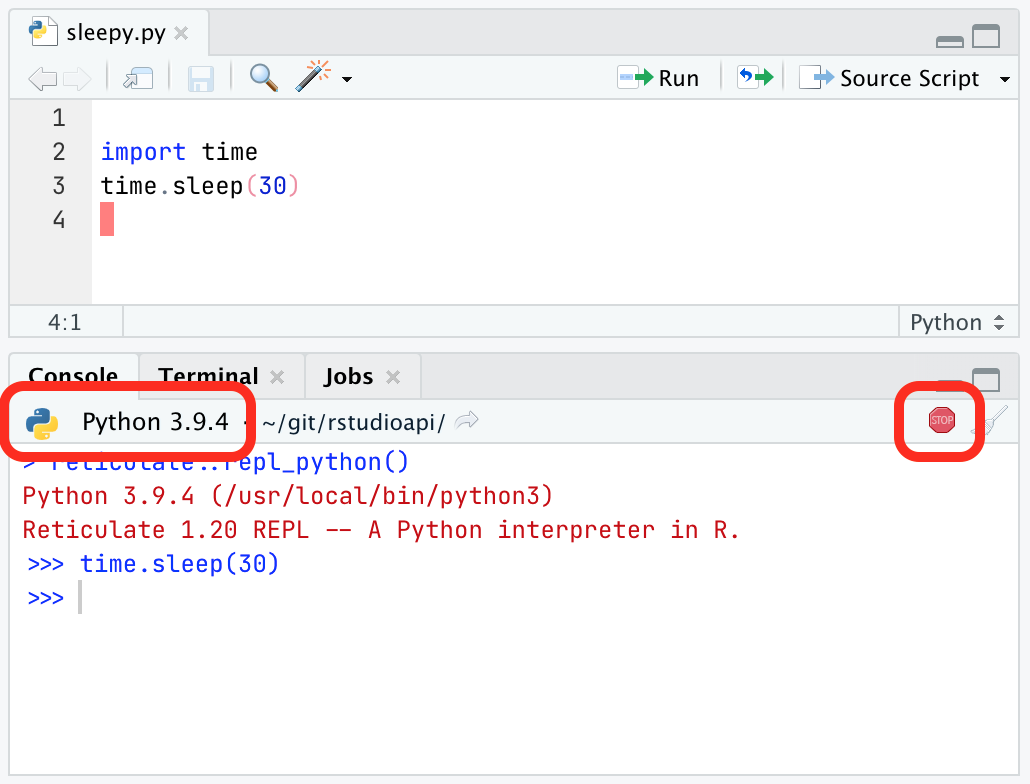 sleepy.py
Run
Source Script
1
2 import time
3 time.sleep(30)
4
4:1
Python
Console
Terminal
Jobs
Python 3.9.4 · ~/git/rstudioapi/
STOP
> reticulate::repl_python()
Python 3.9.4 (/usr/local/bin/python3)
Reticulate 1.20 REPL -- A Python interpreter in R.
>>> time.sleep(30)
>>>